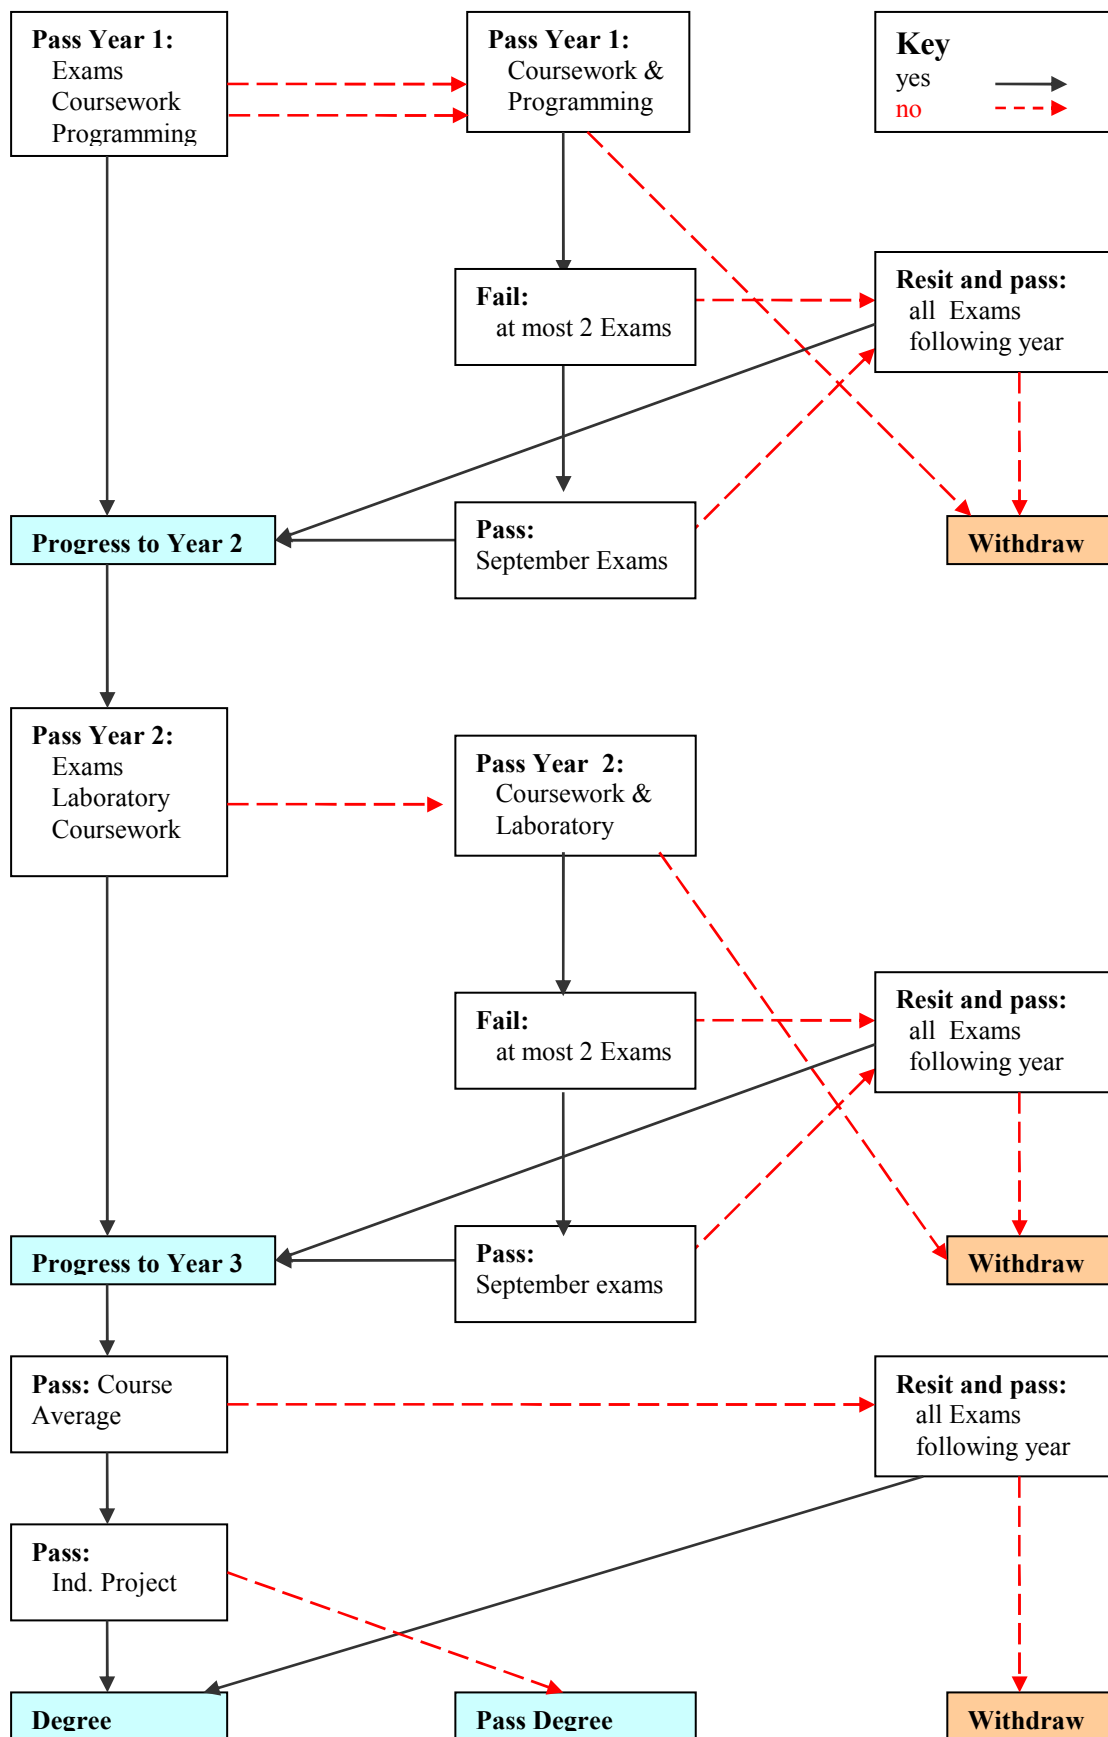 Pass Year 1:
Exams
Coursework
Programming
Pass Year 1:
Coursework &
Programming
Key
yes
no
Fail:
at most 2 Exams
Resit and pass:
all Exams
following year
Progress to Year 2
Pass:
September Exams
Withdraw
Pass Year 2:
Exams
Laboratory
Coursework
Pass Year 2:
Coursework &
Laboratory
Fail:
at most 2 Exams
Resit and pass:
all Exams
following year
Progress to Year 3
Pass:
September exams
Withdraw
Pass: Course
Average
Resit and pass:
all Exams
following year
Pass:
Ind. Project
Degree
Pass Degree
Withdraw